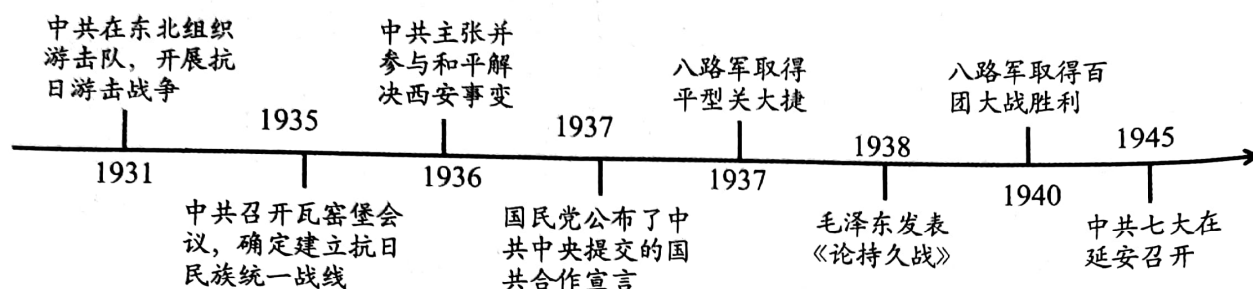 中共在东北组织
游击队，开展抗
日游击战争
1931
1935
中共召开瓦窑堡会
议，确定建立抗日
民族统一战线
中共主张并
参与和平解
决西安事变
1936
1937
国民党公布了中
共中央提交的国
共合作宣言
八路军取得
平型关大捷
1937
1938
毛泽东发表
《论持久战》
八路军取得百
团大战胜利
1940
1945
中共七大在
延安召开